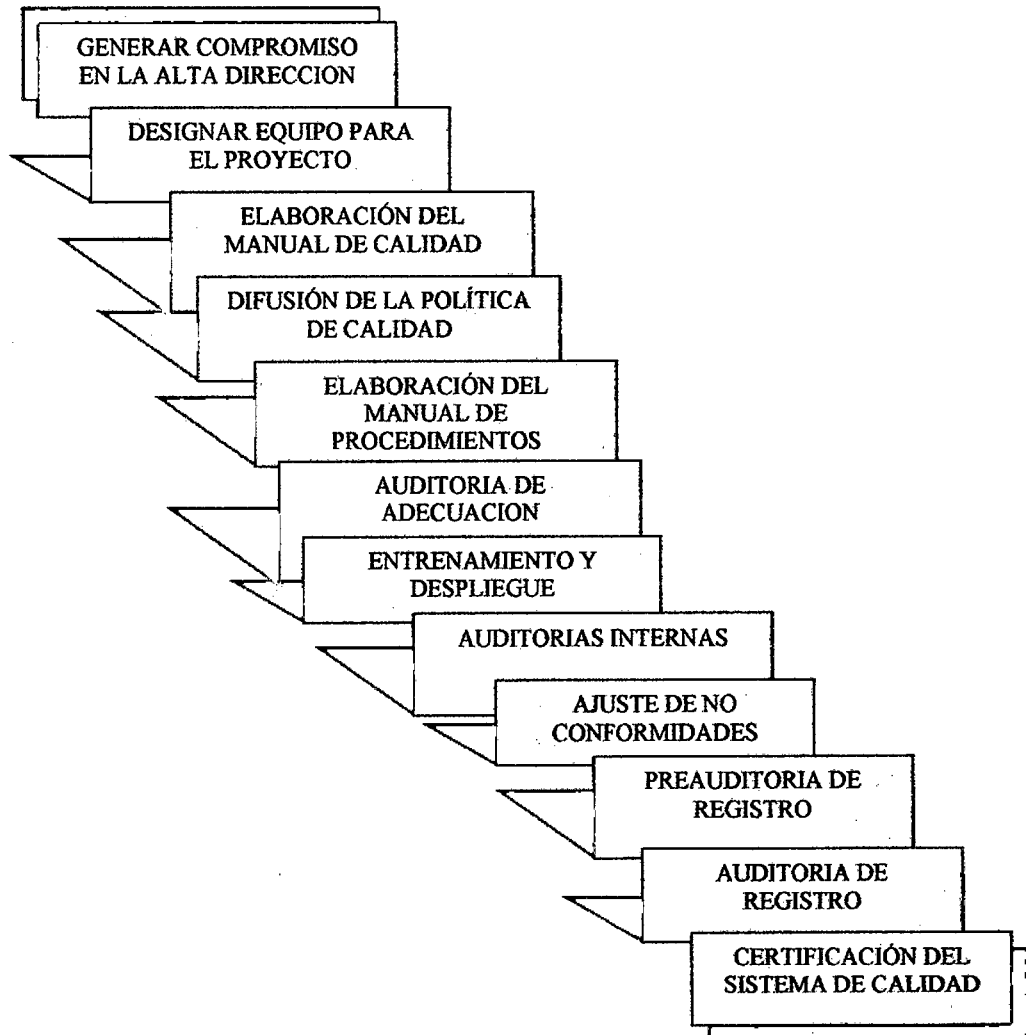 GENERAR COMPROMISO
EN LA ALTA DIRECCION
DESIGNAR EQUIPO PARA
EL PROYECTO
ELABORACIÓN DEL
MANUAL DE CALIDAD
DIFUSIÓN DE LA POLÍTICA
DE CALIDAD
ELABORACIÓN DEL
MANUAL DE
PROCEDIMIENTOS
AUDITORIA DE
ADECUACION
ENTRENAMIENTO Y
DESPLIEGUE
AUDITORIAS INTERNAS
AJUSTE DE NO
CONFORMIDADES
PREAUDITORIA DE
REGISTRO
AUDITORIA DE
REGISTRO
CERTIFICACIÓN DEL
SISTEMA DE CALIDAD